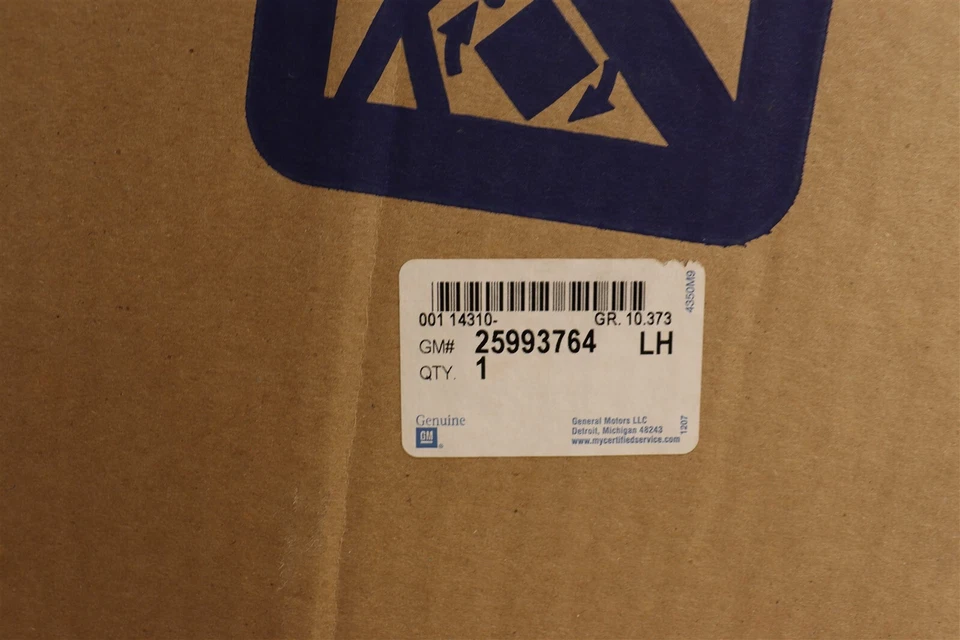 4350M9
001 14310- GR. 10.373
GM# 25993764 LH
QTY. 1
Genuine
GM
General Motors LLC
Detroit, Michigan 48243
www.mycertifiedservice.com
1207